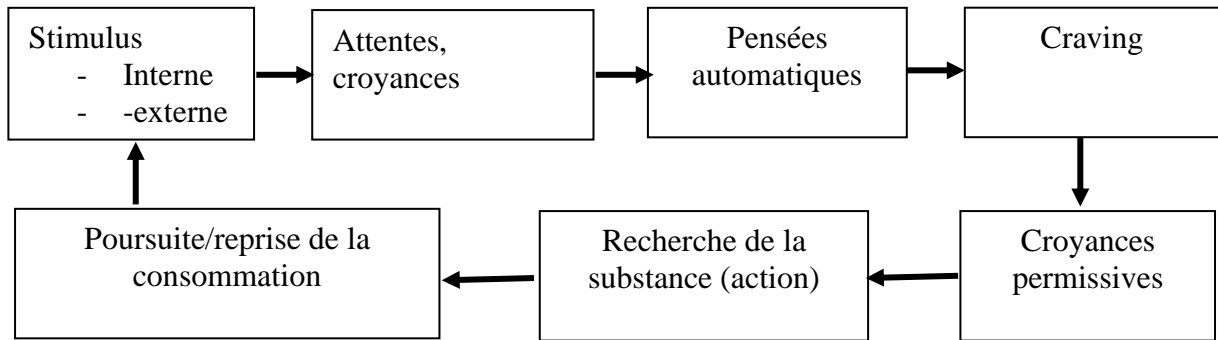 Stimulus
- Interne
- -externe
Attentes,
croyances
Pensées
automatiques
Craving
Croyances
permissives
Recherche de la
substance (action)
Poursuite/reprise de la
consommation